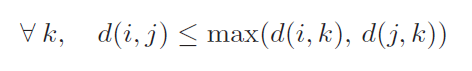 ∀ k, d(i, j) ≤ max(d(i, k), d(j, k))